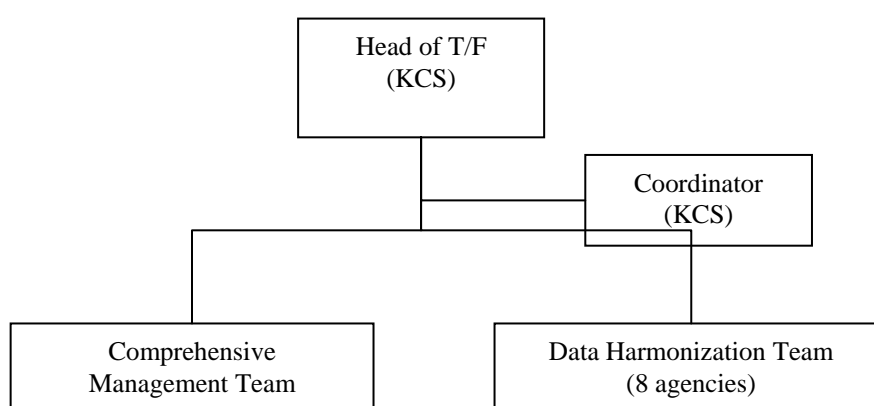 Head of T/F
(KCS)
Coordinator
(KCS)
Comprehensive
Management Team
Data Harmonization Team
(8 agencies)